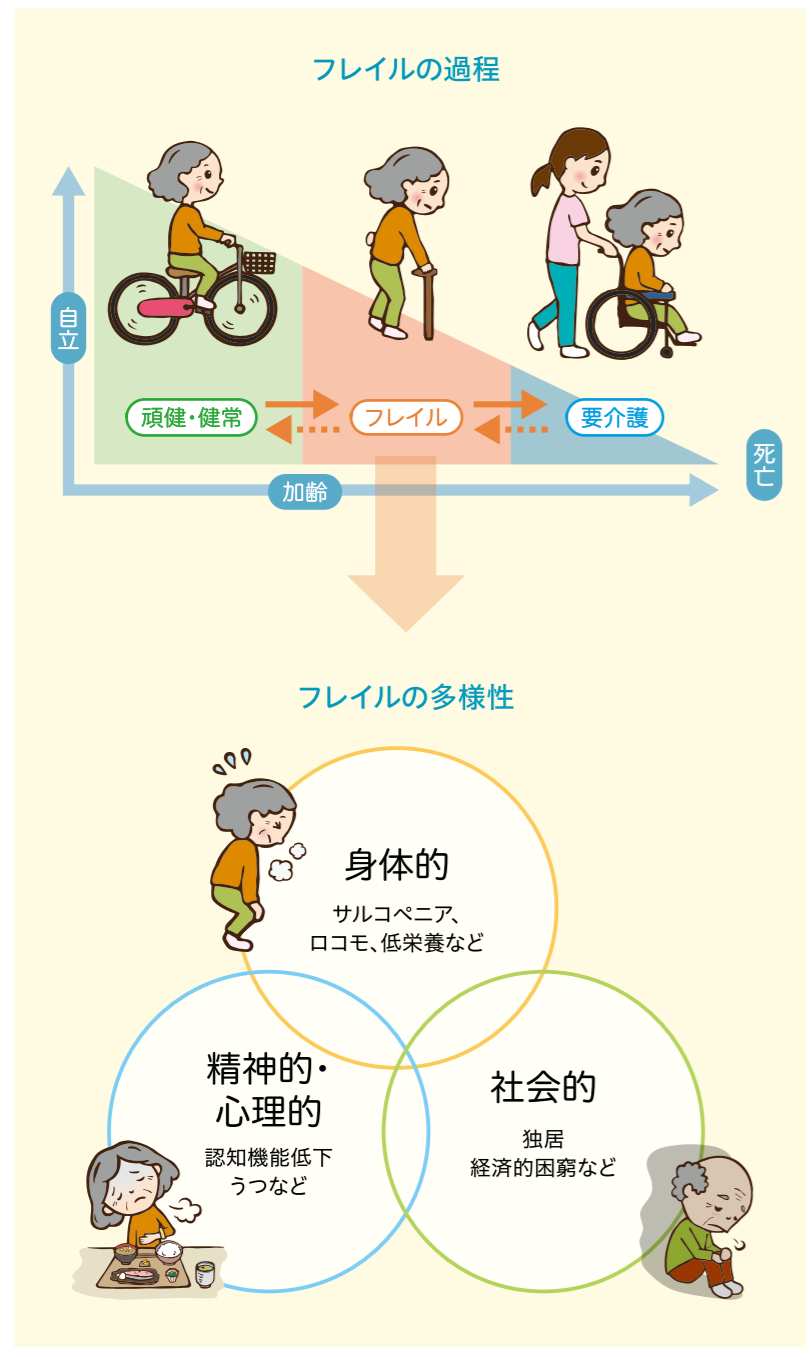 フレイルの過程
自立
頑健・健常
フレイル
要介護
加齢
死亡
フレイルの多様性
身体的
サルコペニア、
ロコモ、低栄養など
精神的・
心理的
認知機能低下
うつなど
社会的
独居
経済的困窮など